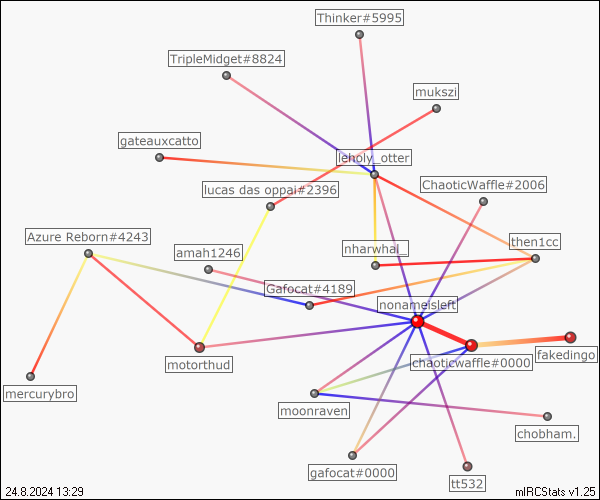 Thinker#5995
TripleMidget#8824
mukszi
gateauxcatto
leholy_otter
lucas das oppai#2396
ChaoticWaffle#2006
Azure Reborn#4243
amah1246
nharwhal_
then1cc
Gafocat#4189
nonameisleft
motorthud
chaoticwaffle#0000
fakedingo
mercurybro
moonraven
chobham.
gafocat#0000
tt532
24.8.2024 13:29
mIRCStats v1.25